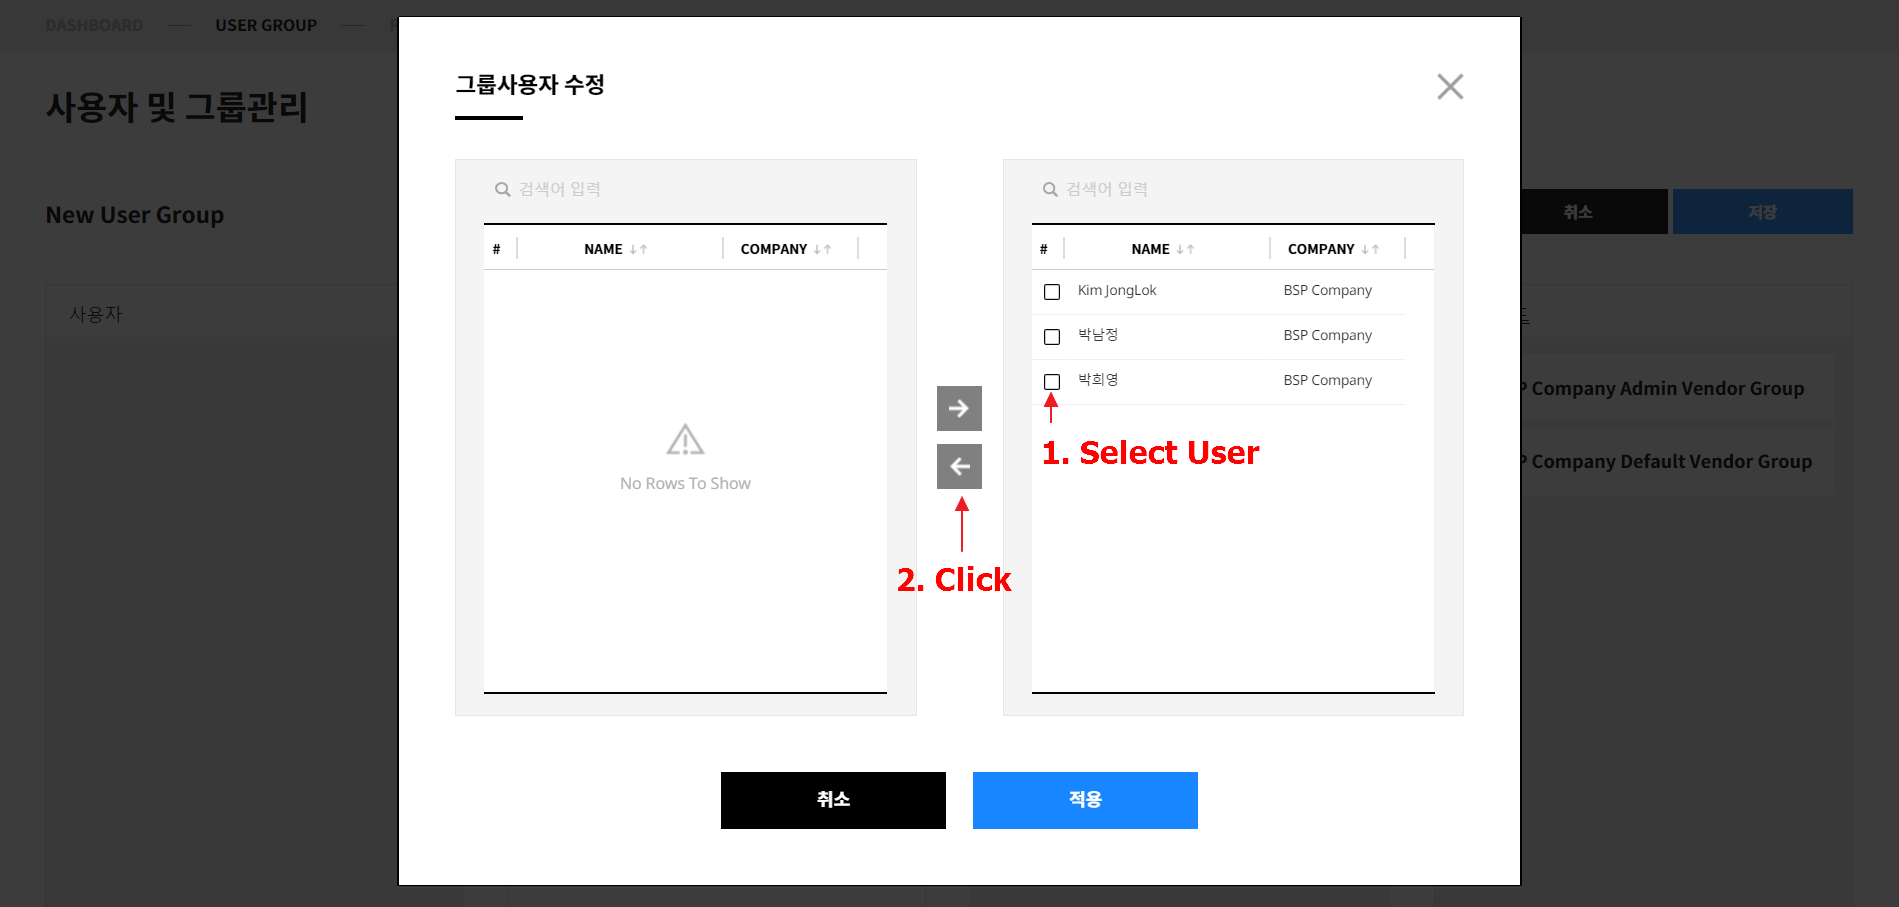 DASHBOARD
USER GROUP
사용자 및 그룹관리
New User Group
취소
저장
사용자
Company Admin Vendor Group
Company Default Vendor Group
그룹사용자 수정
검색어 입력
# NAME ↓↑ COMPANY ↓↑
No Rows To Show
검색어 입력
# NAME ↓↑ COMPANY ↓↑
Kim JongLok BSP Company
박남정 BSP Company
박희영 BSP Company
1. Select User
2. Click
취소
적용